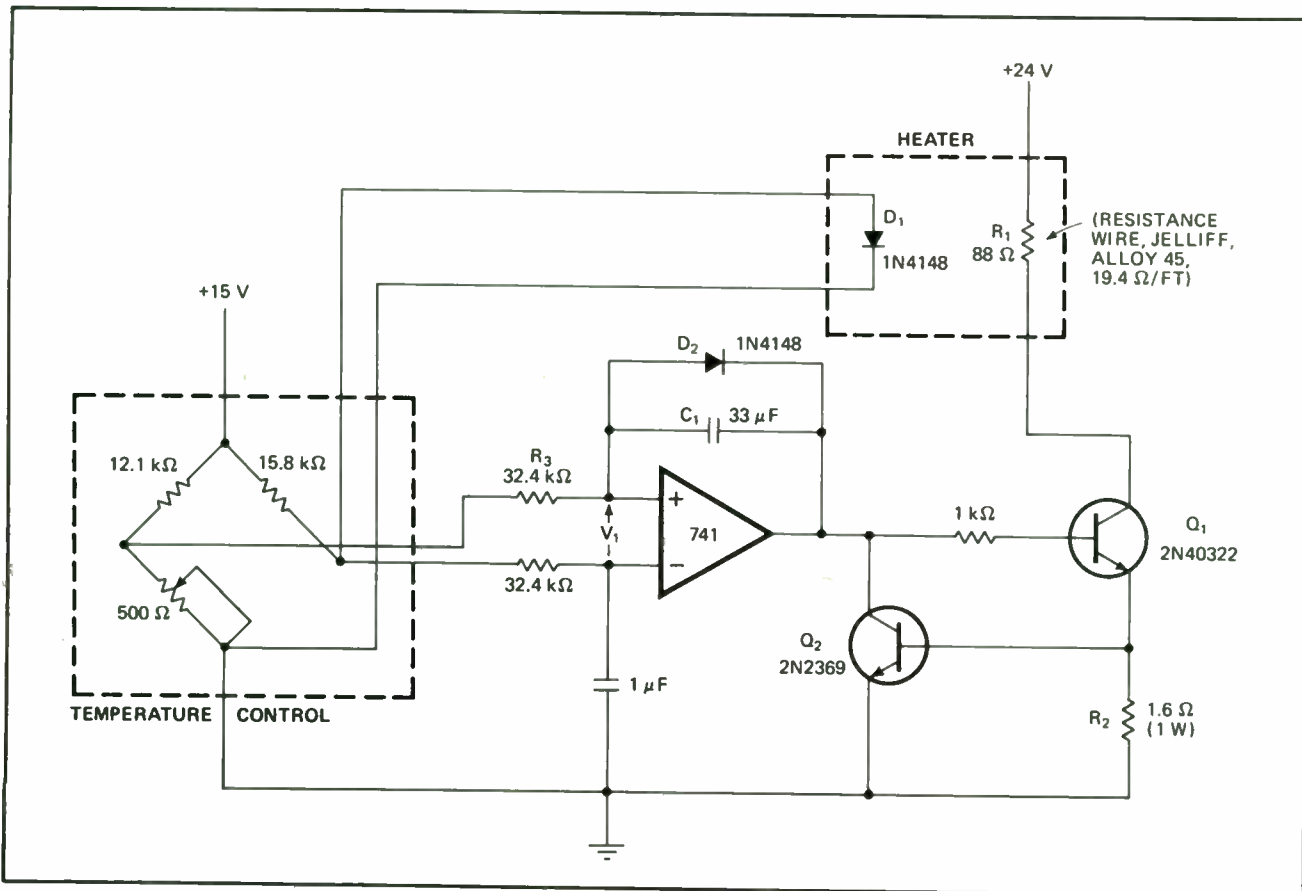 +24 V
HEATER
D₁
1N4148
R₁
88 Ω
(RESISTANCE
WIRE, JELLIFF,
ALLOY 45,
19.4 Ω/FT)
+15 V
D₂
1N4148
C₁
33 μF
12.1 kΩ
15.8 kΩ
R₃
32.4 kΩ
+
V₁
741
−
32.4 kΩ
1 kΩ
Q₁
2N40322
500 Ω
Q₂
2N2369
1 μF
R₂
1.6 Ω
(1 W)
TEMPERATURE CONTROL